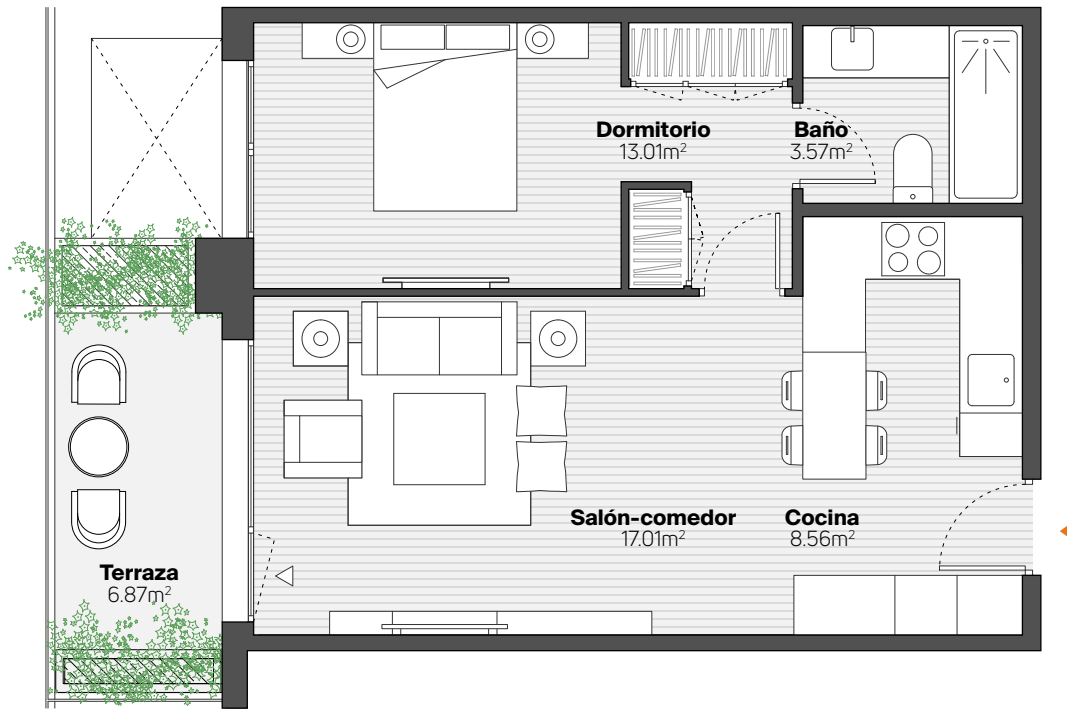 Dormitorio
13.01m²
Baño
3.57m²
Salón-comedor
17.01m²
Cocina
8.56m²
Terraza
6.87m²